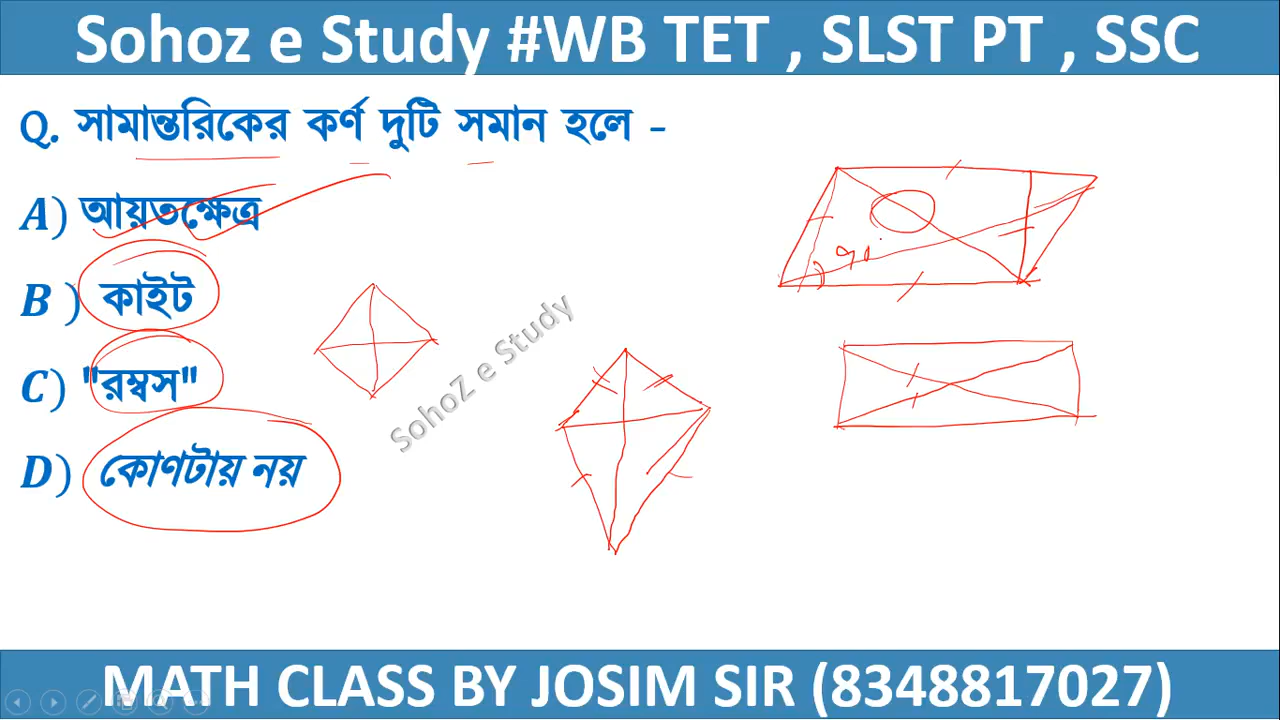 Sohoz e Study #WB TET , SLST PT , SSC
Q. সামান্তরিকের কর্ণ দুটি সমান হলে -
A) আয়তক্ষেত্র
B ) কাইট
C) "রম্বস"
D) কোণটায় নয়
SohoZ e Study
MATH CLASS BY JOSIM SIR (8348817027)